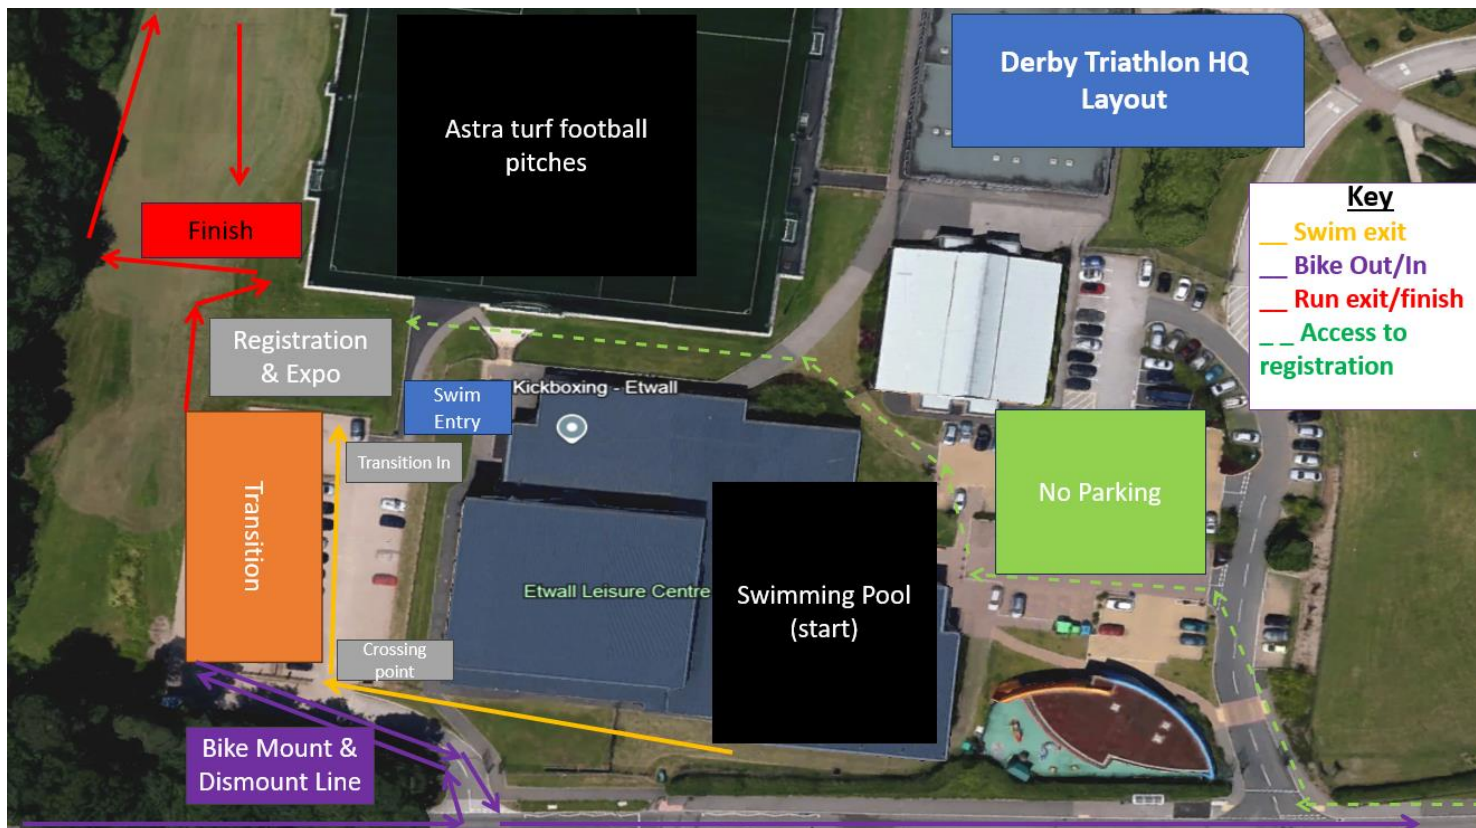 Derby Triathlon HQ
Layout
Astra turf football
pitches
Key
__ Swim exit
__ Bike Out/In
__ Run exit/finish
_ _ Access to
registration
Finish
Registration
& Expo
Kickboxing - Etwall
Swim
Entry
Transition In
No Parking
Transition
Etwall Leisure Centre
Swimming Pool
(start)
Crossing
point
Bike Mount &
Dismount Line